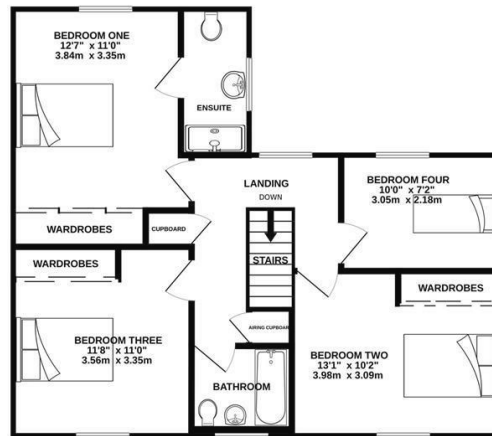 BEDROOM ONE
12'7" x 11'0"
3.84m x 3.35m
ENSUITE
WARDROBES
CUPBOARD
LANDING
DOWN
STAIRS
BEDROOM FOUR
10'0" x 7'2"
3.05m x 2.18m
WARDROBES
BEDROOM THREE
11'8" x 11'0"
3.56m x 3.35m
AIRING CUPBOARD
BATHROOM
WARDROBES
BEDROOM TWO
13'1" x 10'2"
3.98m x 3.09m